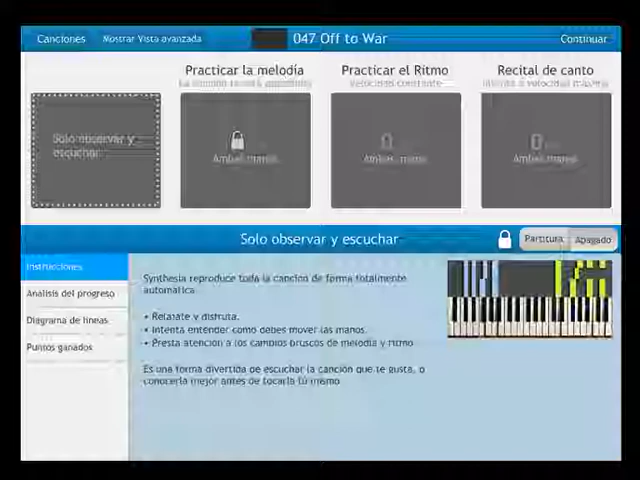 Canciones
Mostrar Vista avanzada
047 Off to War
Continuar
Practicar la melodía
Practicar el Ritmo
Recital de canto
Velocidad constante
Solo observar y
escuchar
Ambas manos
Ambas mano
Ambas manos
Solo observar y escuchar
Partitura
Apagado
Instrucciones
Análisis del progreso
Diagrama de líneas
Puntos ganados
Synthesia reproduce toda la canción de forma totalmente
automática.
• Relájate y disfruta.
• Intenta entender como debes mover las manos.
• Presta atención a los cambios bruscos de melodía y ritmo
Es una forma divertida de escuchar la canción que te gusta, o
conocerla mejor antes de tocarla tú mismo